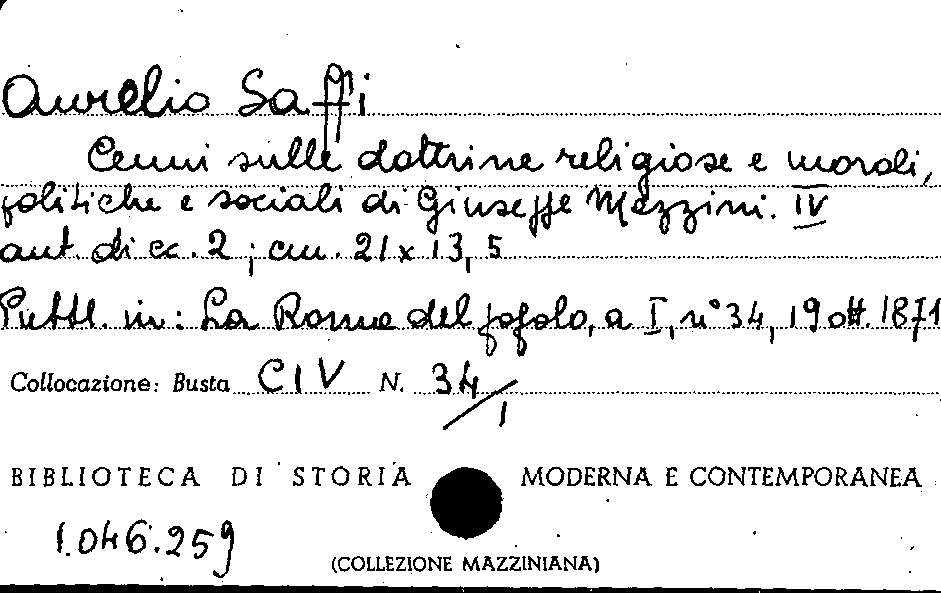 Aurelio Saffi
Cenni sulle dottrine religiose e morali,
politiche e sociali di Giuseppe Mazzini. IV
aut. di cc. 2; cm. 21 x 13,5
Pubbl. in: La Roma del popolo, a I, n° 34, 19 ott. 1871
Collocazione: Busta CIV N. 34/1
BIBLIOTECA DI STORIA MODERNA E CONTEMPORANEA
1.046.259
(COLLEZIONE MAZZINIANA)